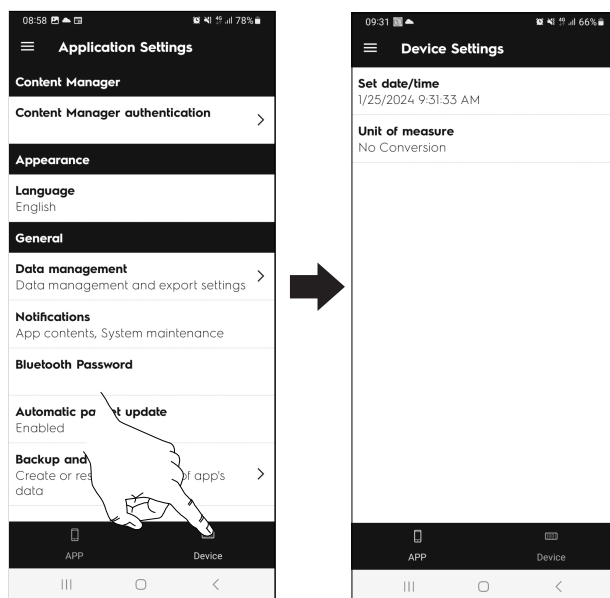 08:58
78%
Application Settings
Content Manager
Content Manager authentication
Appearance
Language
English
General
Data management
Data management and export settings
Notifications
App contents, System maintenance
Bluetooth Password
Automatic pa t update
Enabled
Backup and
Create or res of app's
data
APP
Device
09:31
66%
Device Settings
Set date/time
1/25/2024 9:31:33 AM
Unit of measure
No Conversion
APP
Device